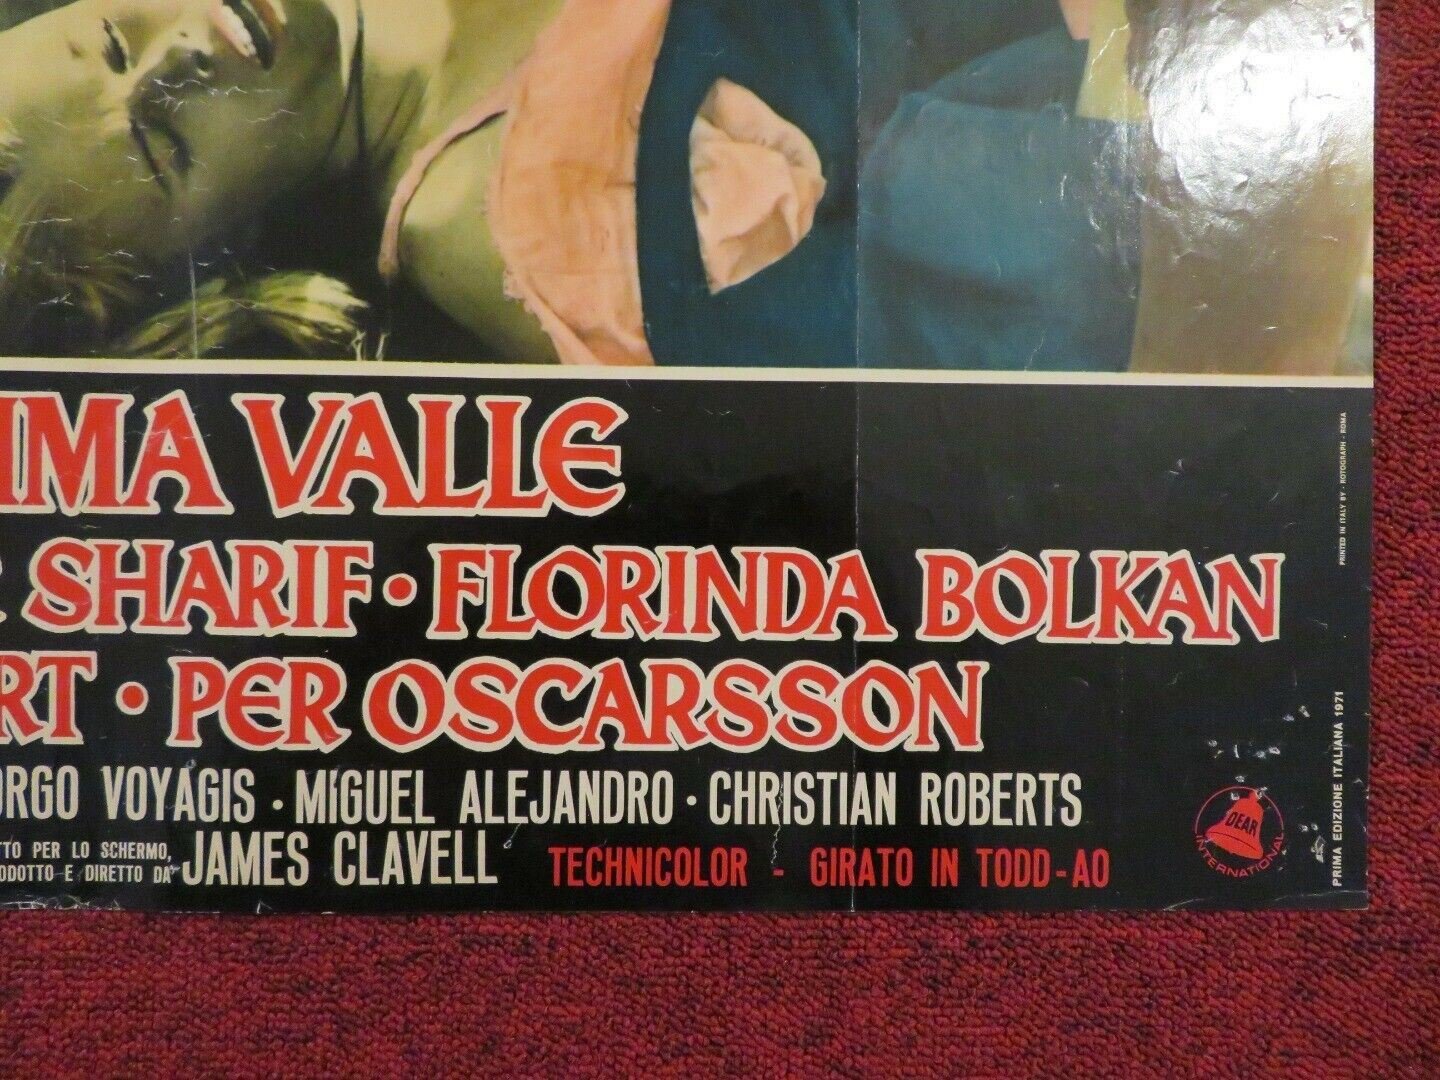 IMA VALLE
SHARIF • FLORINDA BOLKAN
RT • PER OSCARSSON
ORGO VOYAGIS • MIGUEL ALEJANDRO • CHRISTIAN ROBERTS
TTO PER LO SCHERMO,
ODOTTO E DIRETTO DA JAMES CLAVELL TECHNICOLOR - GIRATO IN TODD-AO
DEAR
INTERNATIONAL
PRIMA EDIZIONE ITALIANA 1971
PRINTED IN ITALY BY - ROTOGRAPH - ROMA